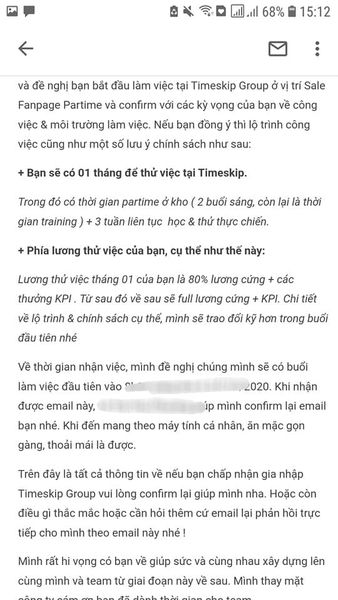 68% 15:12
và đề nghị bạn bắt đầu làm việc tại Timeskip Group ở vị trí Sale
Fanpage Partime và confirm với các kỳ vọng của bạn về công
việc & môi trường làm việc. Nếu bạn đồng ý thì lộ trình công
việc cũng như một số lưu ý chính sách như sau:
+ Bạn sẽ có 01 tháng để thử việc tại Timeskip.
Trong đó có thời gian partime ở kho ( 2 buổi sáng, còn lại là thời
gian training ) + 3 tuần liên tục  học & thử thực chiến.
+ Phía lương thử việc của bạn, cụ thể như thế này:
Lương thử việc tháng 01 của bạn là 80% lương cứng + các
thưởng KPI . Từ sau đó về sau sẽ full lương cứng + KPI. Chi tiết
về lộ trình & chính sách cụ thể, mình sẽ trao đổi kỹ hơn trong buổi
đầu tiên nhé
Về thời gian nhận việc, mình đề nghị chúng mình sẽ có buổi
làm việc đầu tiên vào 2020. Khi nhận
được email này, úp mình confirm lại email
bạn nhé. Khi đến mang theo máy tính cá nhân, ăn mặc gọn
gàng, thoải mái là được.
Trên đây là tất cả thông tin về nếu bạn chấp nhận gia nhập
Timeskip Group vui lòng confirm lại giúp mình nha. Hoặc còn
điều gì thắc mắc hoặc cần hỏi thêm cứ email lại phản hồi trực
tiếp cho mình theo email này nhé !
Mình rất hi vọng có bạn về giúp sức và cùng nhau xây dựng lên
cùng mình và team từ giai đoạn này về sau. Mình thay mặt
công ty cảm ơn bạn đã dành thời gian cho team